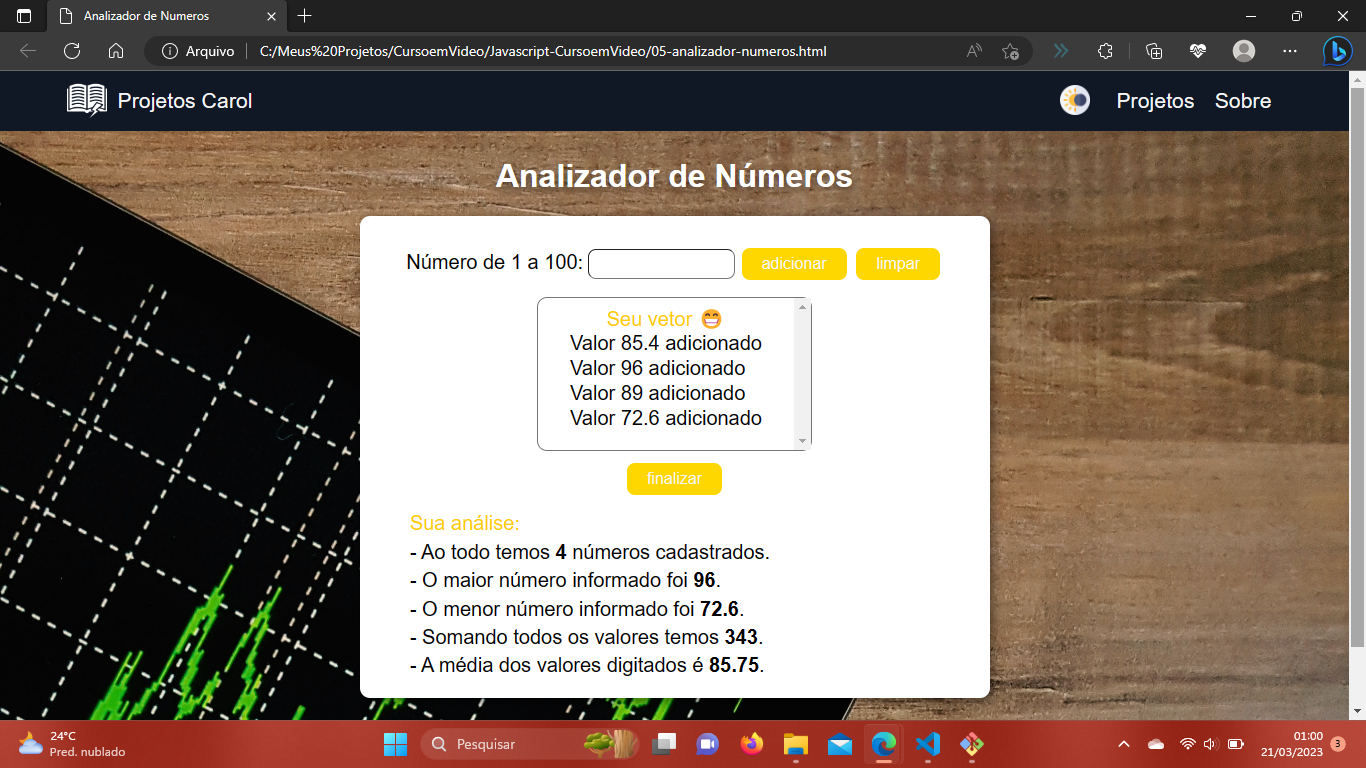 Analizador de Numeros
Arquivo C:/Meus%20Projetos/CursoemVideo/Javascript-CursoemVideo/05-analizador-numeros.html
Projetos Carol Projetos Sobre
Analizador de Números
Número de 1 a 100: adicionar limpar
Seu vetor 😁
Valor 85.4 adicionado
Valor 96 adicionado
Valor 89 adicionado
Valor 72.6 adicionado
finalizar
Sua análise:
- Ao todo temos 4 números cadastrados.
- O maior número informado foi 96.
- O menor número informado foi 72.6.
- Somando todos os valores temos 343.
- A média dos valores digitados é 85.75.
24°C
Pred. nublado
Pesquisar
01:00
21/03/2023
3